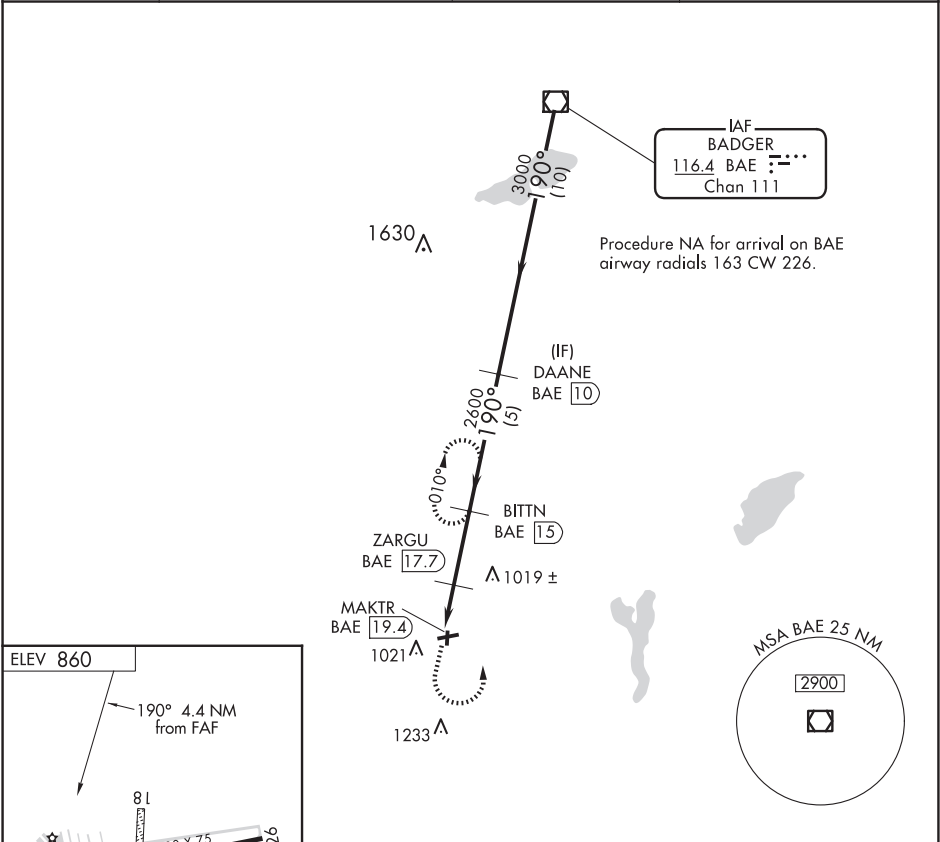 IAF
BADGER
116.4 BAE
Chan 111
3000
190°
(10)
1630
Procedure NA for arrival on BAE
airway radials 163 CW 226.
(IF)
DAANE
BAE 10
2600
190°
(5)
010°
BITTN
BAE 15
ZARGU
BAE 17.7
1019 ±
MAKTR
BAE 19.4
1021
1233
MSA BAE 25 NM
2900
ELEV 860
190° 4.4 NM
from FAF
18
X 75
26